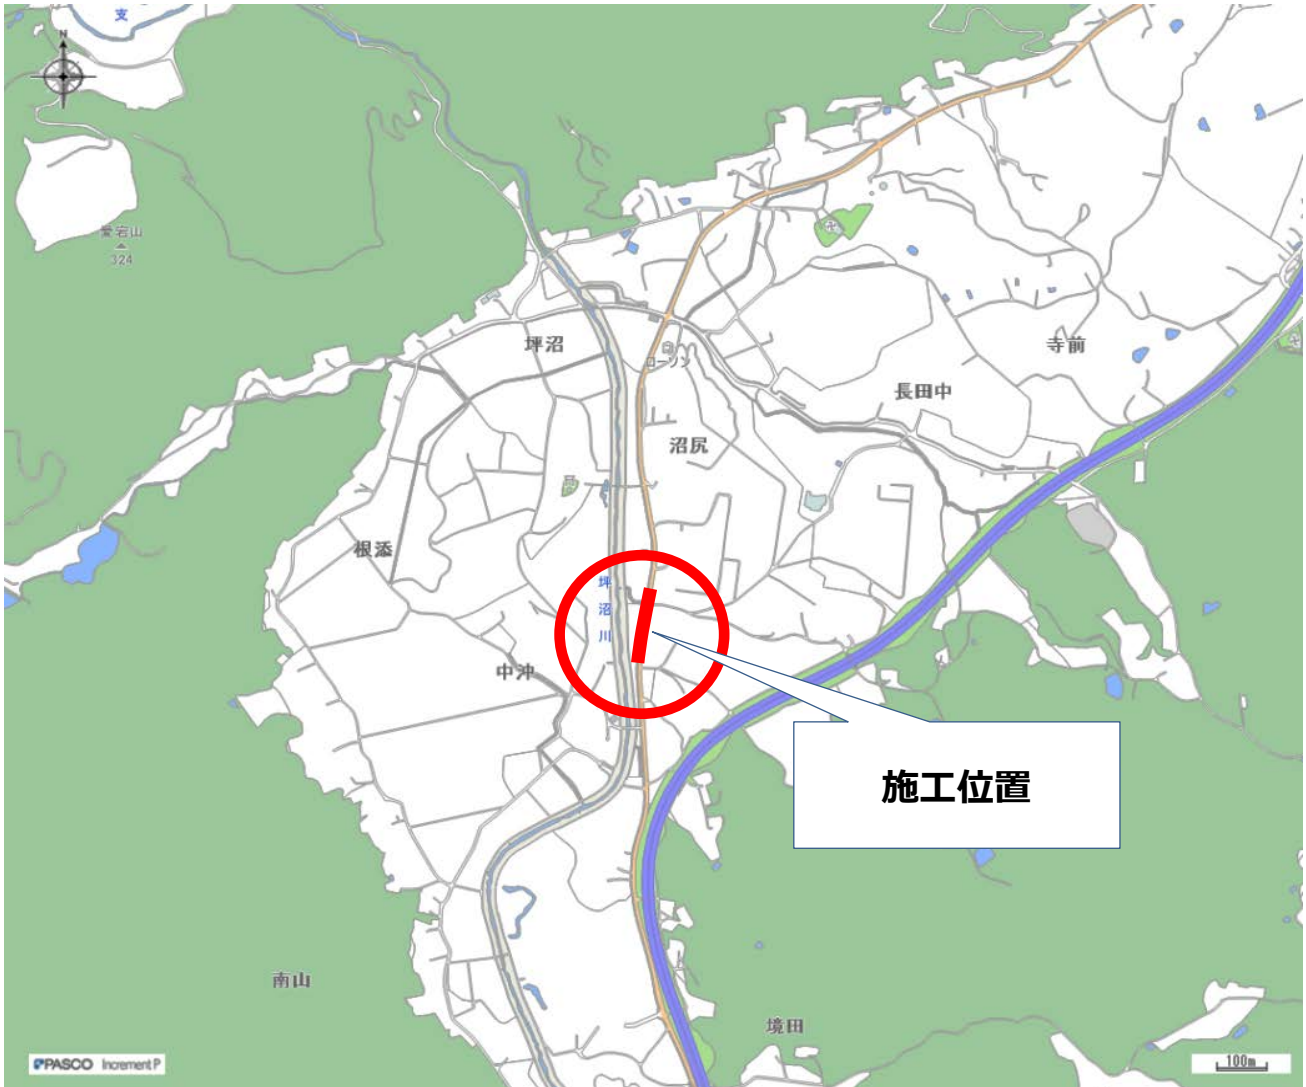 支
N
愛宕山
324
坪沼
ローソン
寺前
長田中
沼尻
根添
坪
沼
川
中沖
施工位置
南山
境田
PASCO Increment P
100m